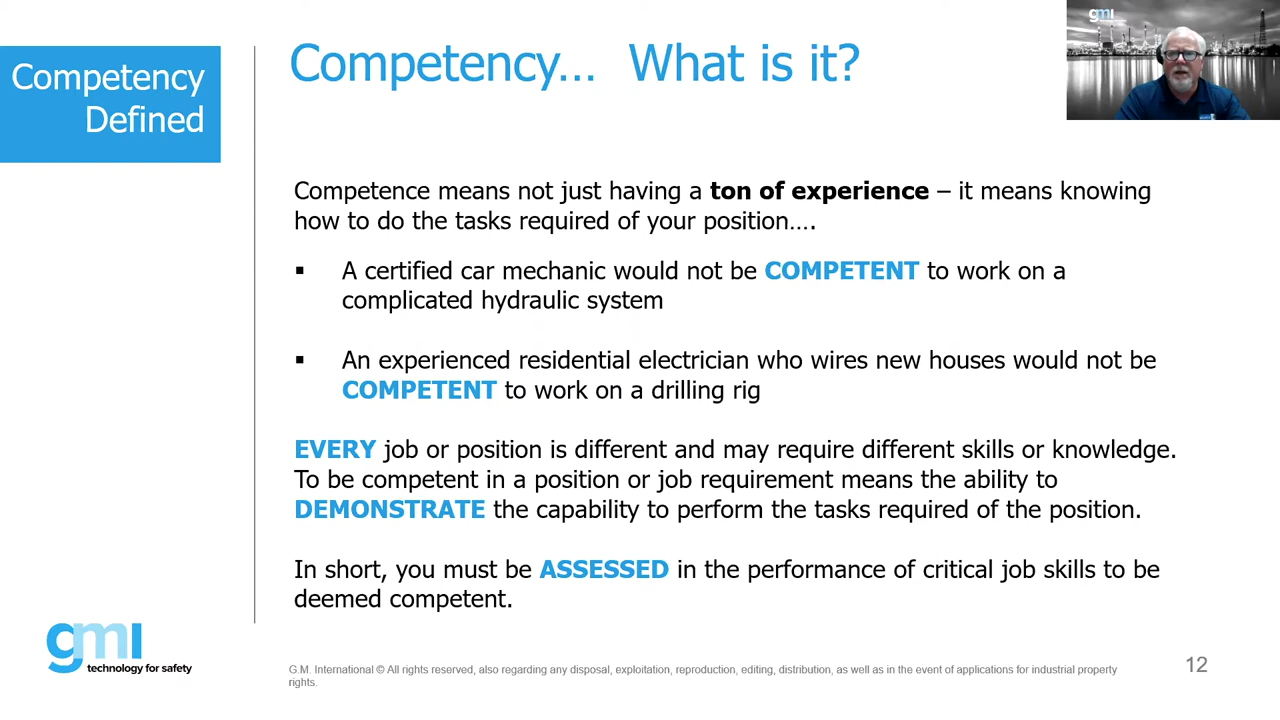 Competency
Defined
Competency... What is it?
gmi
Competence means not just having a ton of experience – it means knowing
how to do the tasks required of your position….
▪ A certified car mechanic would not be COMPETENT to work on a
complicated hydraulic system
▪ An experienced residential electrician who wires new houses would not be
COMPETENT to work on a drilling rig
EVERY job or position is different and may require different skills or knowledge.
To be competent in a position or job requirement means the ability to
DEMONSTRATE the capability to perform the tasks required of the position.
In short, you must be ASSESSED in the performance of critical job skills to be
deemed competent.
gmi
technology for safety
G.M. International © All rights reserved, also regarding any disposal, exploitation, reproduction, editing, distribution, as well as in the event of applications for industrial property
rights.
12